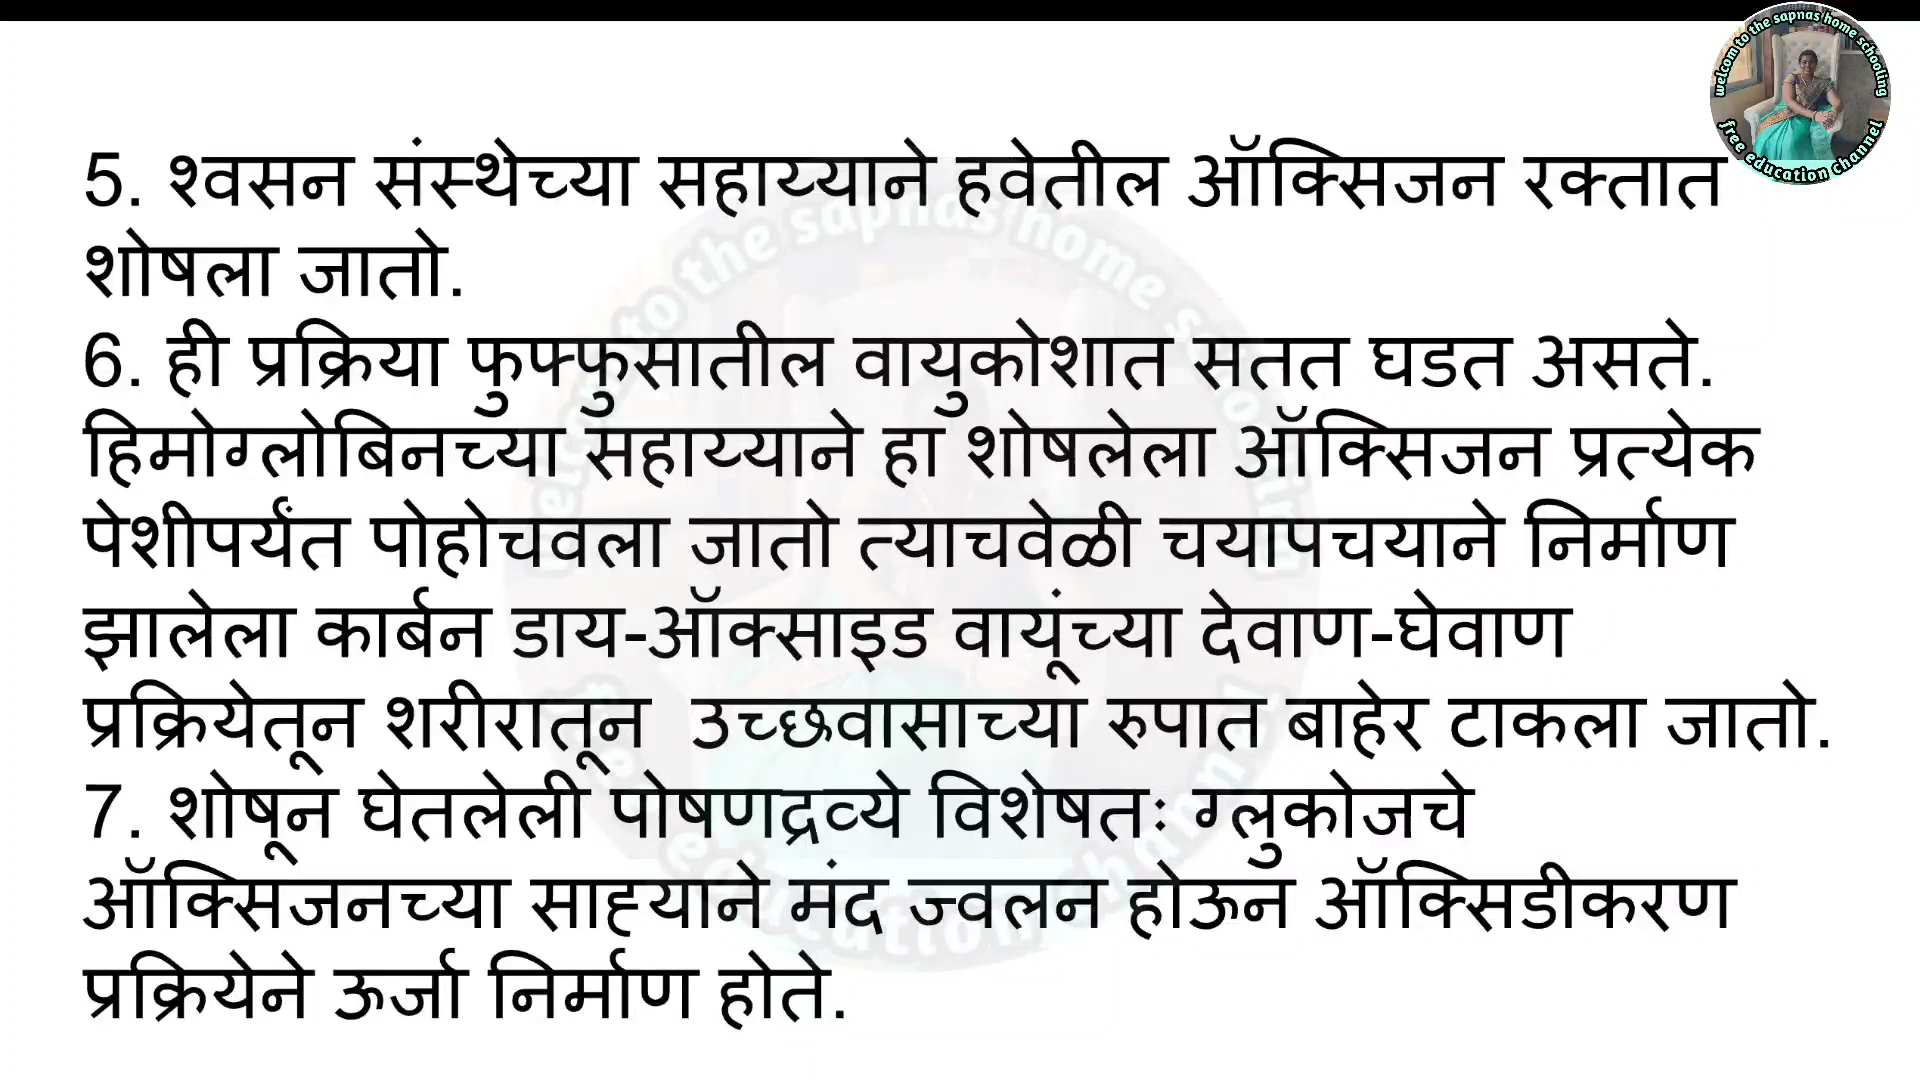 welcom to the sapnas home schooling
free education channel
5. श्वसन संस्थेच्या सहाय्याने हवेतील ऑक्सिजन रक्तात
शोषला जातो.
6. ही प्रक्रिया फुफ्फुसातील वायुकोशात सतत घडत असते.
हिमोग्लोबिनच्या सहाय्याने हा शोषलेला ऑक्सिजन प्रत्येक
पेशीपर्यंत पोहोचवला जातो त्याचवेळी चयापचयाने निर्माण
झालेला कार्बन डाय-ऑक्साइड वायूंच्या देवाण-घेवाण
प्रक्रियेतून शरीरातून उच्छवासाच्या रुपात बाहेर टाकला जातो.
7. शोषून घेतलेली पोषणद्रव्ये विशेषतः ग्लुकोजचे
ऑक्सिजनच्या साह्याने मंद ज्वलन होऊन ऑक्सिडीकरण
प्रक्रियेने ऊर्जा निर्माण होते.